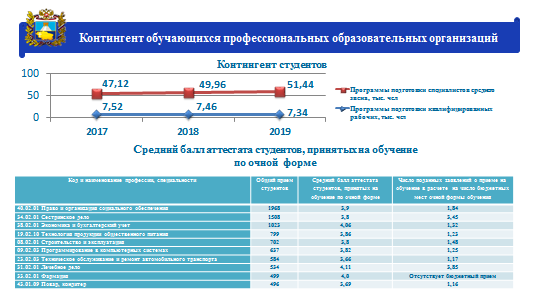 Контингент обучающихся профессиональных образовательных организаций
Контингент студентов
100
50
0
47,12
49,96
51,44
7,52
7,46
7,34
2017
2018
2019
Программы подготовки специалистов средне
звена, тыс. чел
Программы подготовки квалифицированных
рабочих, тыс. чел
Средний балл аттестата студентов, принятых на обучение
по очной форме
Код и наименование профессии, специальности
Общий прием
студентов
Средний балл аттестата
студентов, принятых на
обучение по очной форме
Число поданных заявлений о приеме на
обучение в расчете на число бюджетных
мест очной формы обучения
40.02.01 Право и организация социального обеспечения 1968 3,9 1,84
34.02.01 Сестринское дело 1508 3,8 3,45
38.02.01 Экономика и бухгалтерский учет 1023 4,06 1,32
19.02.10 Технология продукции общественного питания 799 3,86 1,23
08.02.01 Строительство и эксплуатация 702 3,8 1,48
09.02.03 Программирование в компьютерных системах 637 3,82 1,25
23.02.03 Техническое обслуживание и ремонт автомобильного транспорта 584 3,66 1,17
31.02.01 Лечебное дело 534 4,11 3,85
33.02.01 Фармация 499 4,0 Отсутствует бюджетный прием
43.01.09 Повар, кондитер 496 3,69 1,16